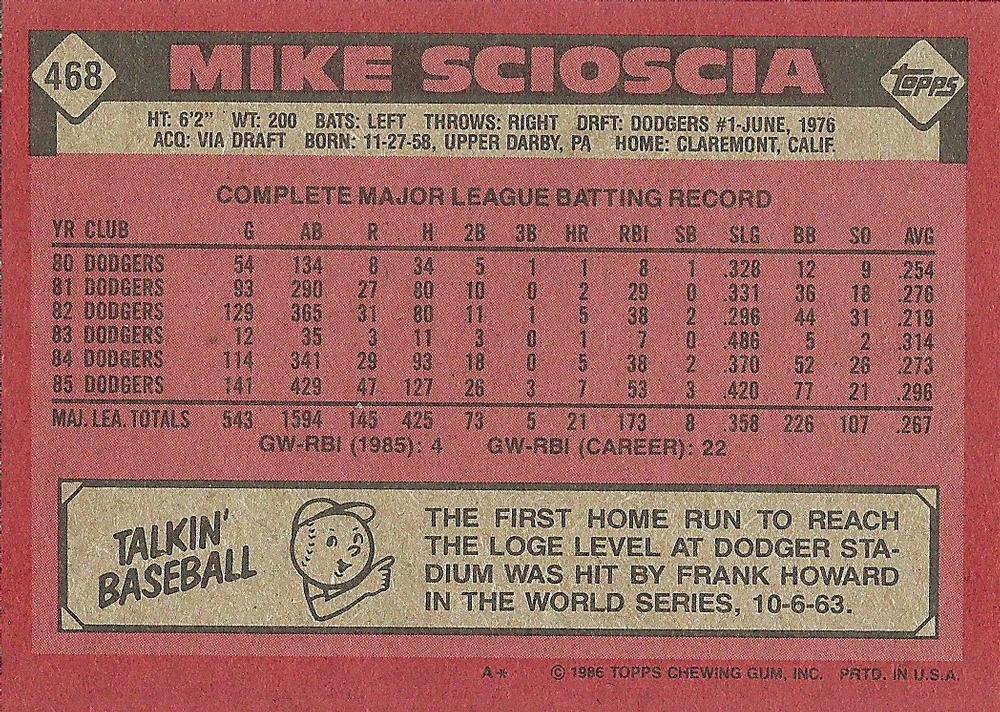 468
MIKE SCIOSCIA
topps
HT: 6'2" WT: 200 BATS: LEFT THROWS: RIGHT DRFT: DODGERS #1-JUNE, 1976
ACQ: VIA DRAFT BORN: 11-27-58, UPPER DARBY, PA HOME: CLAREMONT, CALIF.
COMPLETE MAJOR LEAGUE BATTING RECORD
YR CLUB G AB R H 2B 3B HR RBI SB SLG BB SO AVG
80 DODGERS 54 134 8 34 5 1 1 8 1 .328 12 9 .254
81 DODGERS 93 290 27 80 10 0 2 29 0 .331 36 18 .276
82 DODGERS 129 365 31 80 11 1 5 38 2 .296 44 31 .219
83 DODGERS 12 35 3 11 3 0 1 7 0 .486 5 2 .314
84 DODGERS 114 341 29 93 18 0 5 38 2 .370 52 26 .273
85 DODGERS 141 429 47 127 26 3 7 53 3 .420 77 21 .296
MAJ. LEA. TOTALS 543 1594 145 425 73 5 21 173 8 .358 226 107 .267
GW-RBI (1985): 4 GW-RBI (CAREER): 22
TALKIN'
BASEBALL
THE FIRST HOME RUN TO REACH
THE LOGE LEVEL AT DODGER STA-
DIUM WAS HIT BY FRANK HOWARD
IN THE WORLD SERIES, 10-6-63.
A* © 1986 TOPPS CHEWING GUM, INC. PRTD. IN U.S.A.